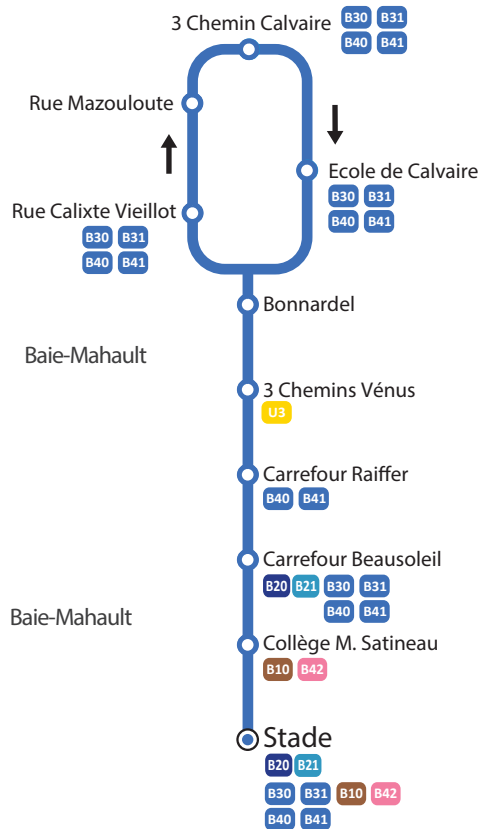 3 Chemin Calvaire
B30 B31
B40 B41
Rue Mazouloute
Ecole de Calvaire
B30 B31
B40 B41
Rue Calixte Vieillot
B30 B31
B40 B41
Bonnardel
Baie-Mahault
3 Chemins Vénus
U3
Carrefour Raiffer
B40 B41
Carrefour Beausoleil
B20 B21 B30 B31
B40 B41
Baie-Mahault
Collège M. Satineau
B10 B42
Stade
B20 B21
B30 B31 B10 B42
B40 B41